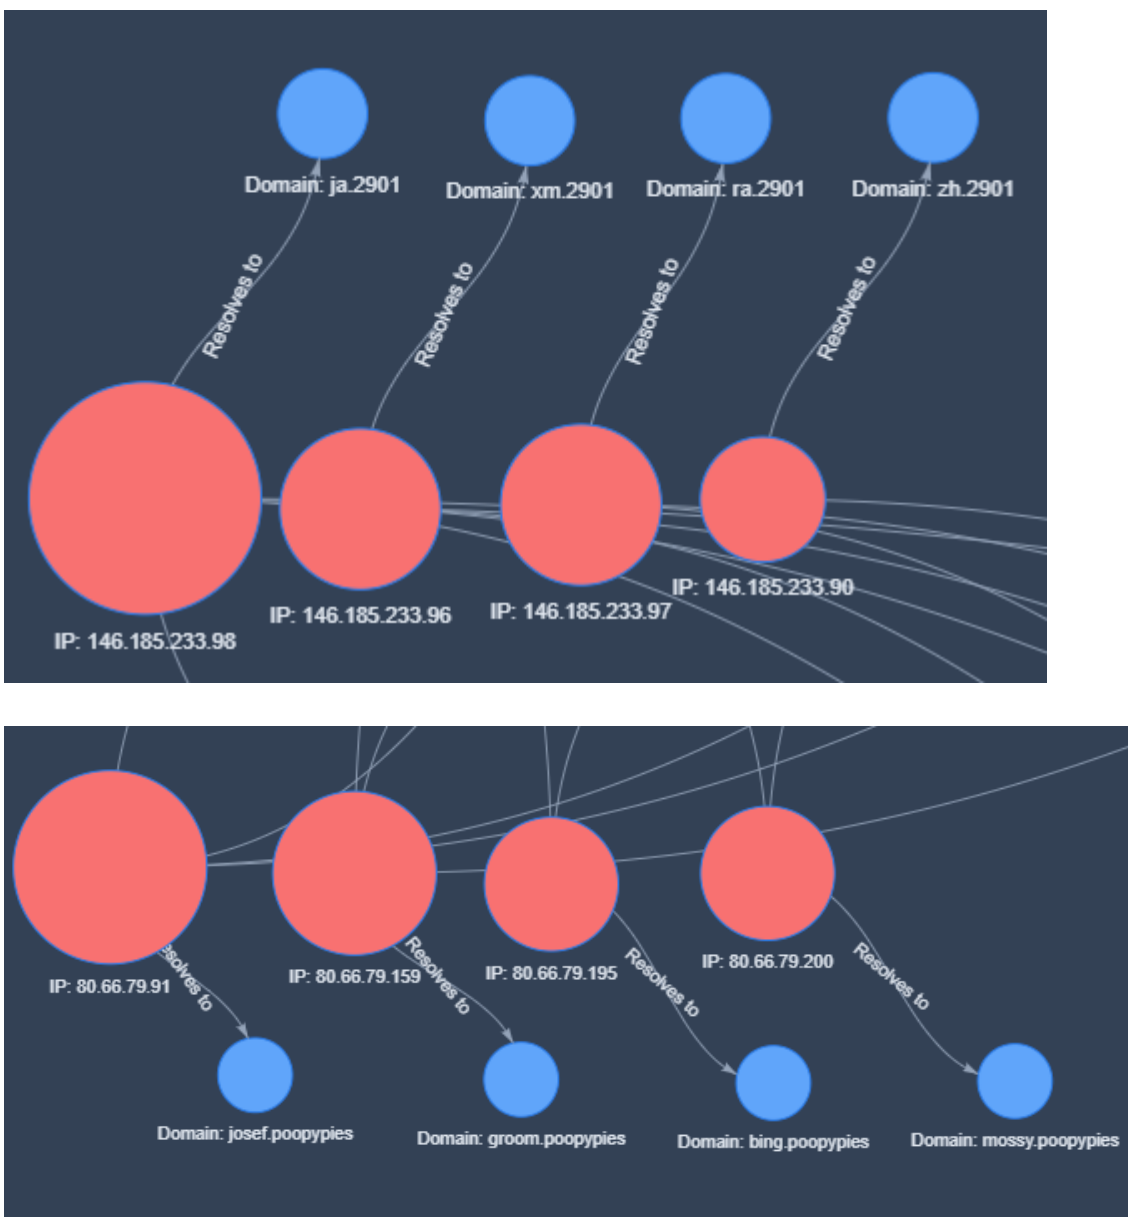 Domain: ja.2901
Domain: xm.2901
Domain: ra.2901
Domain: zh.2901
Resolves to
Resolves to
Resolves to
Resolves to
IP: 146.185.233.98
IP: 146.185.233.96
IP: 146.185.233.97
IP: 146.185.233.90
IP: 80.66.79.91
IP: 80.66.79.159
IP: 80.66.79.195
IP: 80.66.79.200
esolves to
Resolves to
Resolves to
Resolves to
Domain: josef.poopypies
Domain: groom.poopypies
Domain: bing.poopypies
Domain: mossy.poopypies